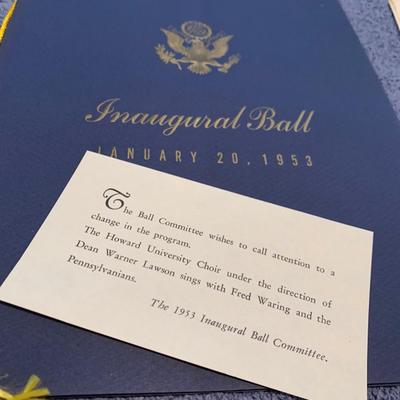 Inaugural Ball
JANUARY 20, 1953
The Ball Committee wishes to call attention to a
change in the program.
The Howard University Choir under the direction of
Dean Warner Lawson sings with Fred Waring and the
Pennsylvanians.
The 1953 Inaugural Ball Committee.